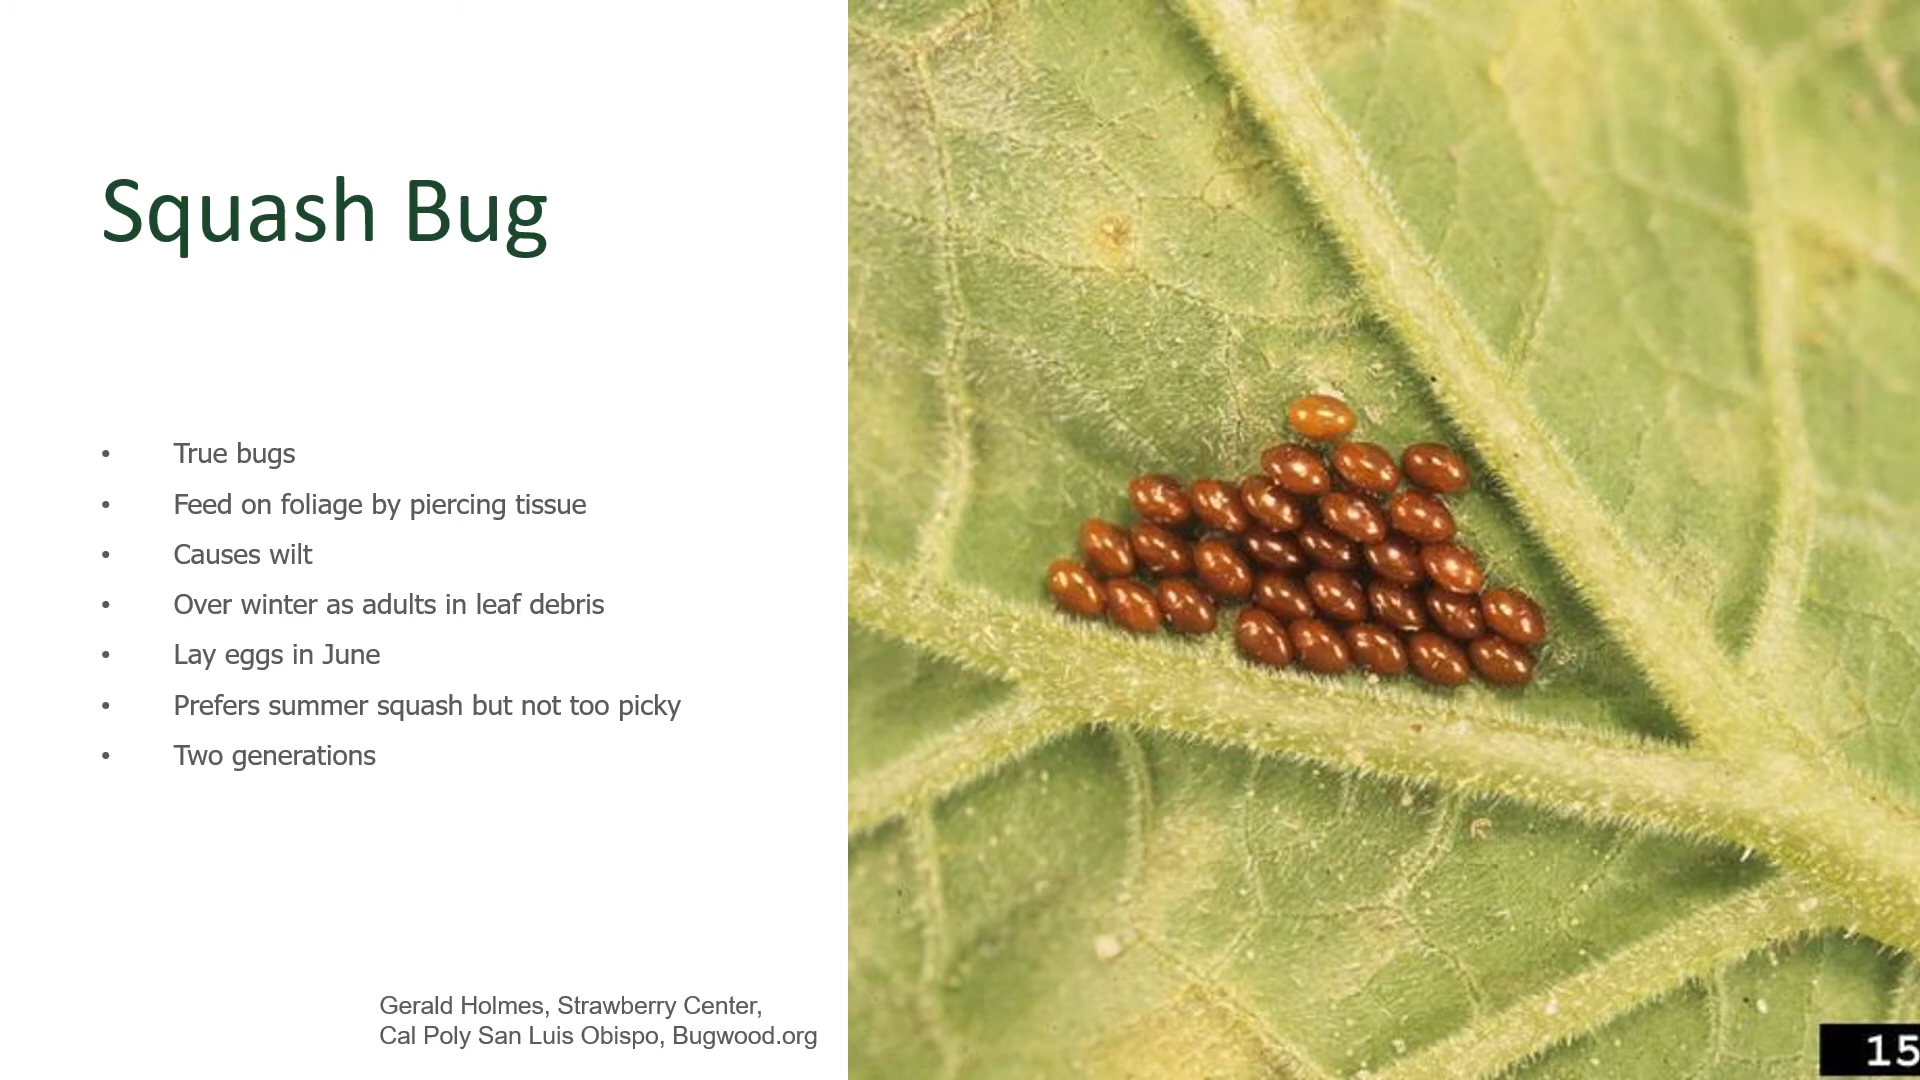 Squash Bug
• True bugs
• Feed on foliage by piercing tissue
• Causes wilt
• Over winter as adults in leaf debris
• Lay eggs in June
• Prefers summer squash but not too picky
• Two generations
Gerald Holmes, Strawberry Center,
Cal Poly San Luis Obispo, Bugwood.org
15